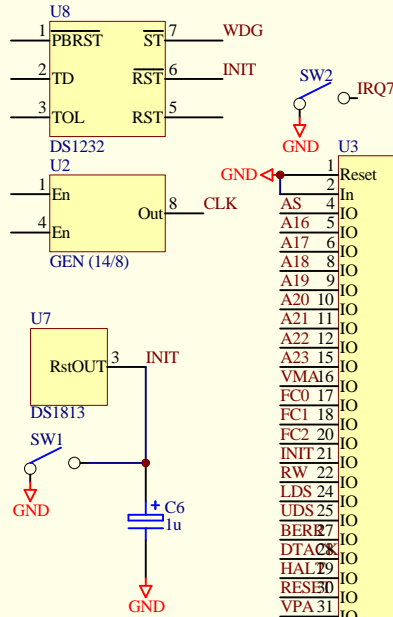 U8
1 PBRST ST 7 WDG
2 TD RST 6 INIT
3 TOL RST 5
DS1232
SW2
IRQ7
GND
U2
1 En
Out 8 CLK
4 En
GEN (14/8)
U7
RstOUT 3 INIT
DS1813
SW1
GND
C6
+
1u
GND
U3
GND 1 Reset
2 In
AS 4 IO
A16 5 IO
A17 6 IO
A18 8 IO
A19 9 IO
A20 10 IO
A21 11 IO
A22 12 IO
A23 15 IO
VMA 16 IO
FC0 17 IO
FC1 18 IO
FC2 20 IO
INIT 21 IO
RW 22 IO
LDS 24 IO
UDS 25 IO
BERR 27 IO
DTACK 28 IO
HALT 29 IO
RESET 30 IO
VPA 31 IO